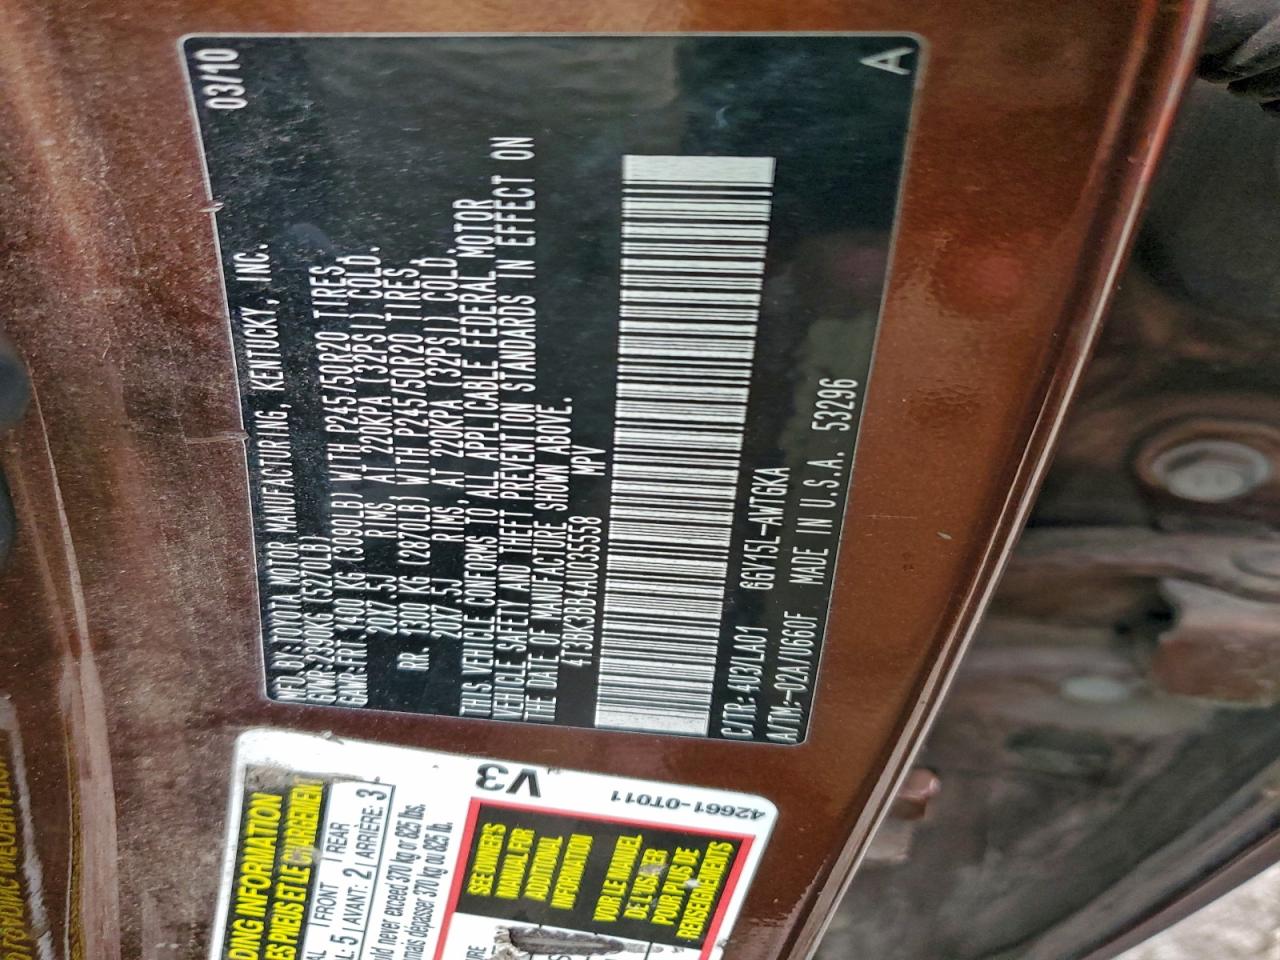 03/10
MFD. BY: TOYOTA MOTOR MANUFACTURING, KENTUCKY, INC.
GVWR: 2390KG (5270LB)
GAWR: FRT. 1400 KG (3090LB) WITH P245/50R20 TIRES,
20X7.5J RIMS, AT 220KPA (32PSI) COLD.
RR. 1300 KG (2870LB) WITH P245/50R20 TIRES,
20X7.5J RIMS, AT 220KPA (32PSI) COLD.
THIS VEHICLE CONFORMS TO ALL APPLICABLE FEDERAL MOTOR
VEHICLE SAFETY AND THEFT PREVENTION STANDARDS IN EFFECT ON
THE DATE OF MANUFACTURE SHOWN ABOVE.
4T3BK3BB4AU035558 MPV
C/TR: 4U3/LA01 GGV15L-AWTGKA
A/TM: -02A/U660F MADE IN U.S.A. 53296
A
V3
42661-0T011
DING INFORMATION
LES PNEUS ET LE CHARGEMENT
FRONT REAR
5 AVANT: 2 ARRIÈRE: 3
never exceed 370 kg or 825 lbs.
jamais dépasser 370 kg ou 825 lb.
SEE OWNER'S
MANUAL FOR
ADDITIONAL
INFORMATION
VOIR LE MANUEL
DE L'USAGER
POUR PLUS DE
RENSEIGNEMENTS